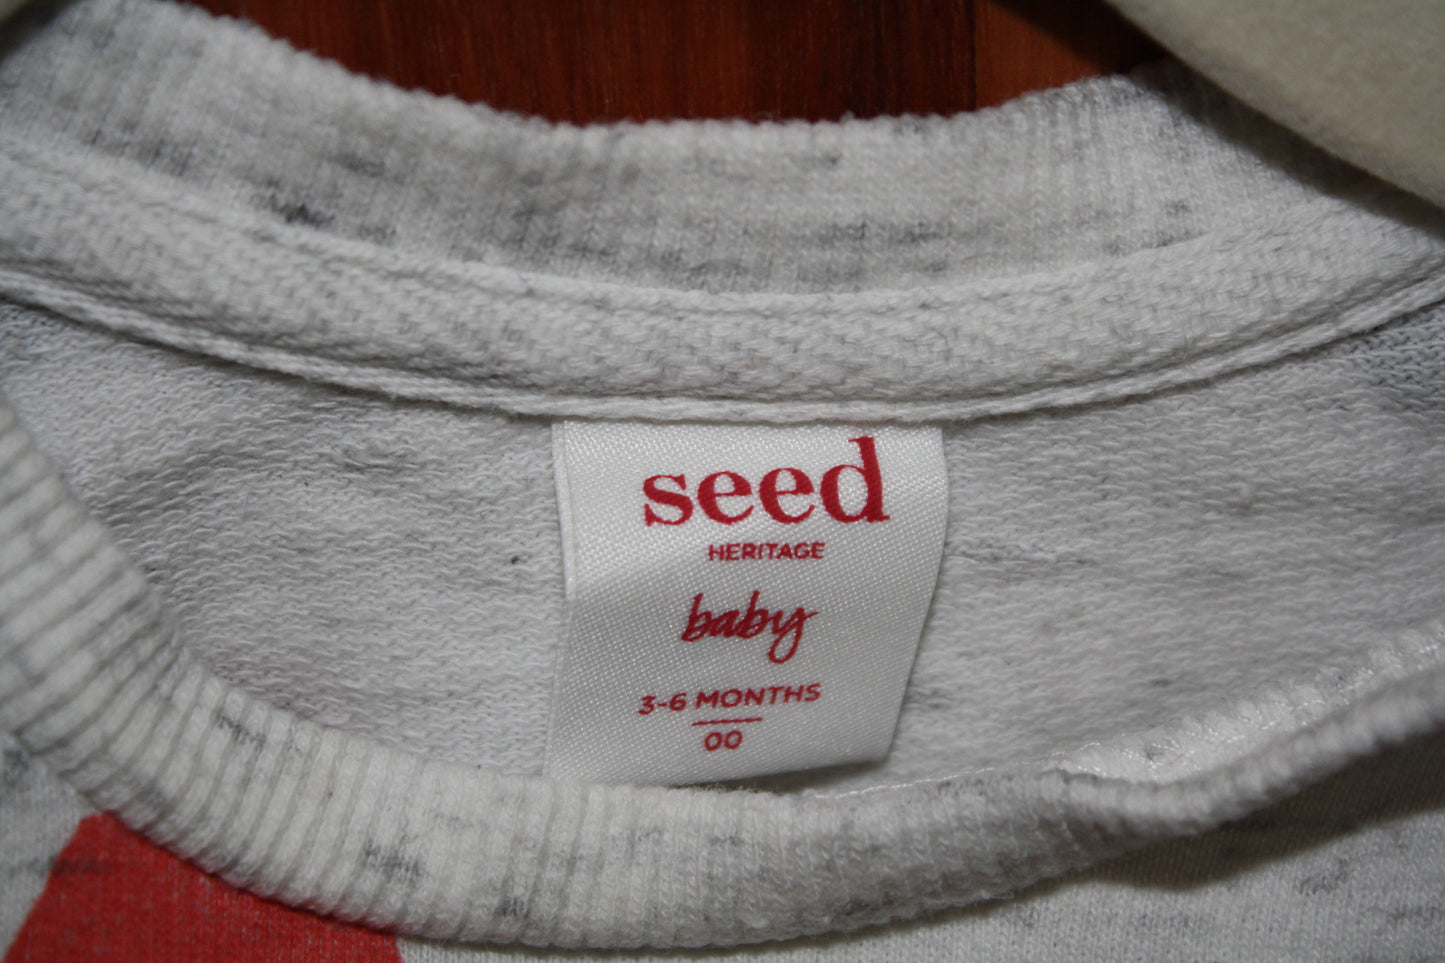 seed
HERITAGE
baby
3-6 MONTHS
00